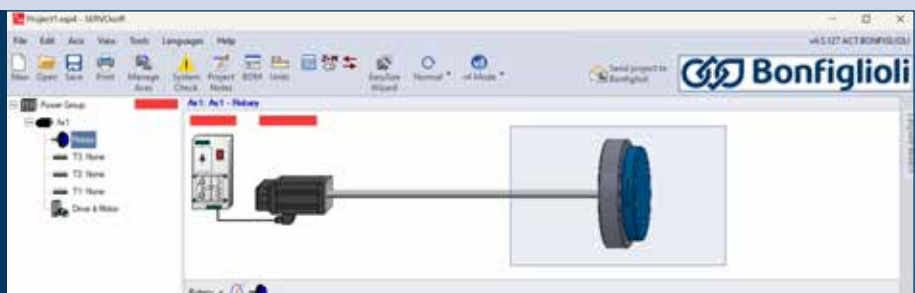 Project1.sspj4 - SERVOsoft
File Edit Axis View Tools Languages Help
v4.5.127 ACT BONFIGLIOLI
New Open Save Print Manage Axes System Check Project Notes BOM Units EasySize Wizard Normal v4 Mode Send project to Bonfiglioli
Bonfiglioli
Power Group
Ax1: Ax1 - Rotary
Ax1
Rotary
T3: None
T2: None
T1: None
Drive & Motor
Rotary